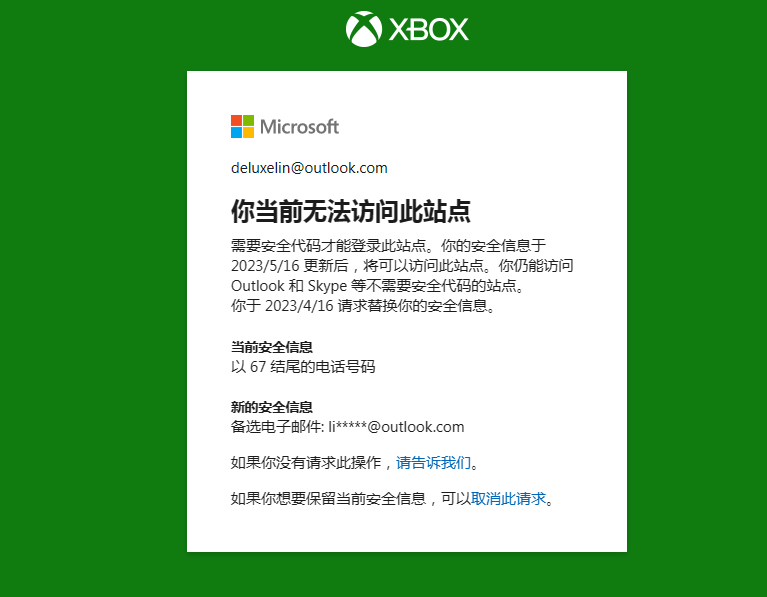 XBOX
Microsoft
deluxelin@outlook.com
你当前无法访问此站点
需要安全代码才能登录此站点。你的安全信息于
2023/5/16 更新后，将可以访问此站点。你仍能访问
Outlook 和 Skype 等不需要安全代码的站点。
你于 2023/4/16 请求替换你的安全信息。
当前安全信息
以 67 结尾的电话号码
新的安全信息
备选电子邮件: li*****@outlook.com
如果你没有请求此操作，请告诉我们。
如果你想要保留当前安全信息，可以取消此请求。